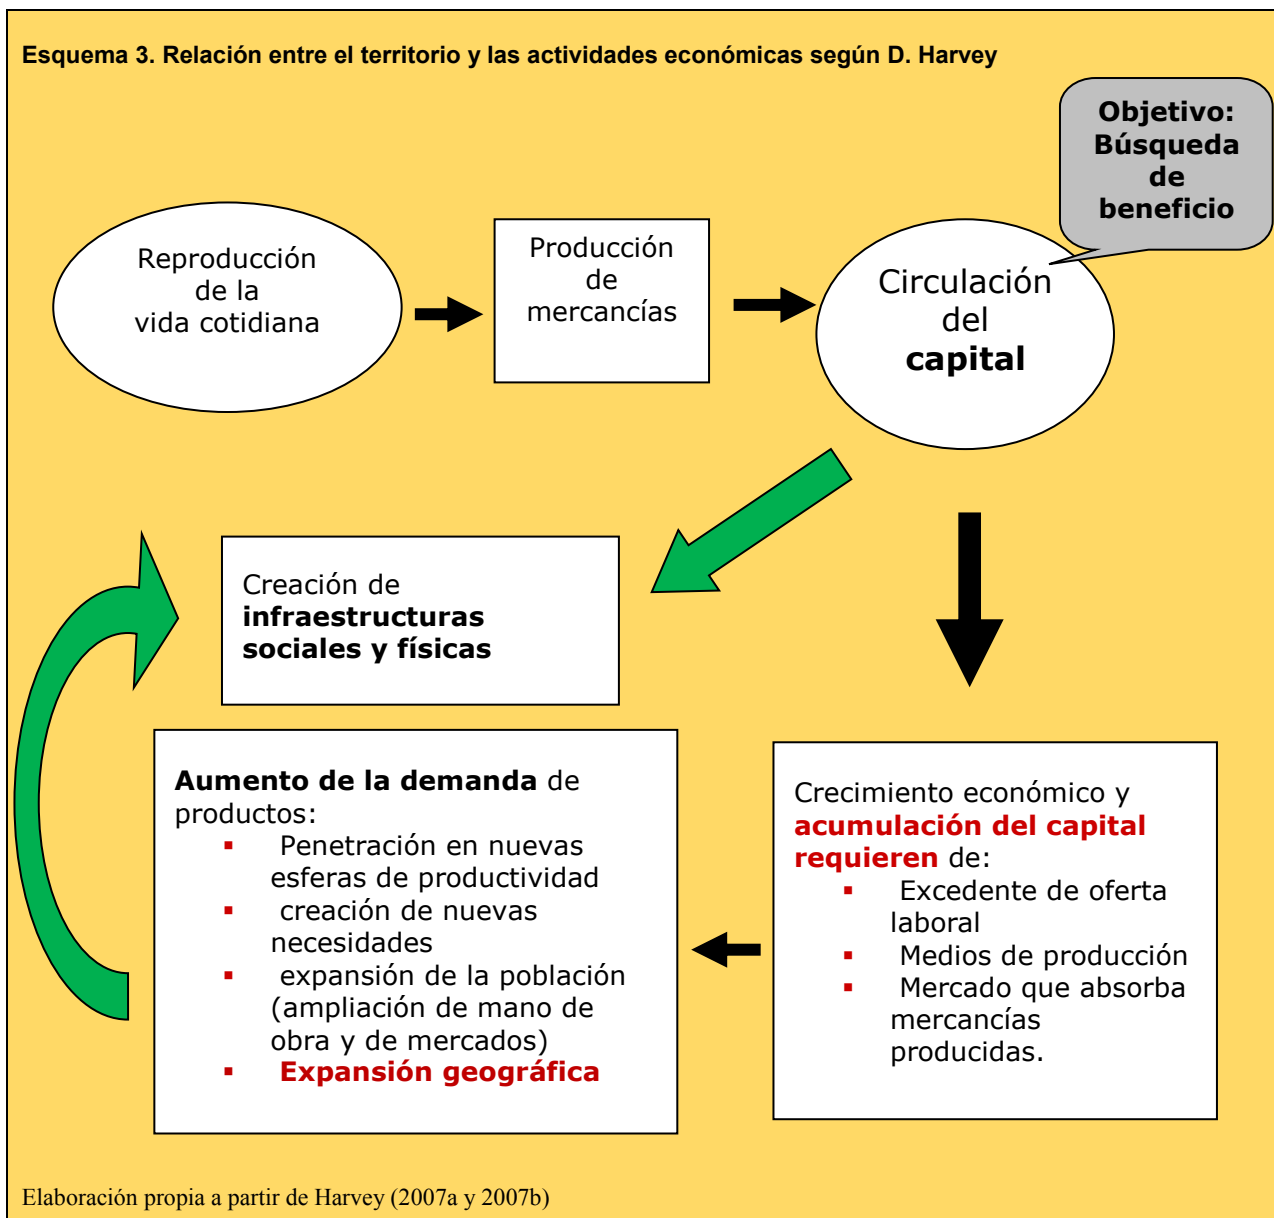 Esquema 3. Relación entre el territorio y las actividades económicas según D. Harvey
Objetivo:
Búsqueda
de
beneficio
Reproducción
de la
vida cotidiana
Producción
de
mercancías
Circulación
del
capital
Creación de
infraestructuras
sociales y físicas
Aumento de la demanda de
productos:
▪ Penetración en nuevas
esferas de productividad
▪ creación de nuevas
necesidades
▪ expansión de la población
(ampliación de mano de
obra y de mercados)
▪ Expansión geográfica
Crecimiento económico y
acumulación del capital
requieren de:
▪ Excedente de oferta
laboral
▪ Medios de producción
▪ Mercado que absorba
mercancías
producidas.
Elaboración propia a partir de Harvey (2007a y 2007b)